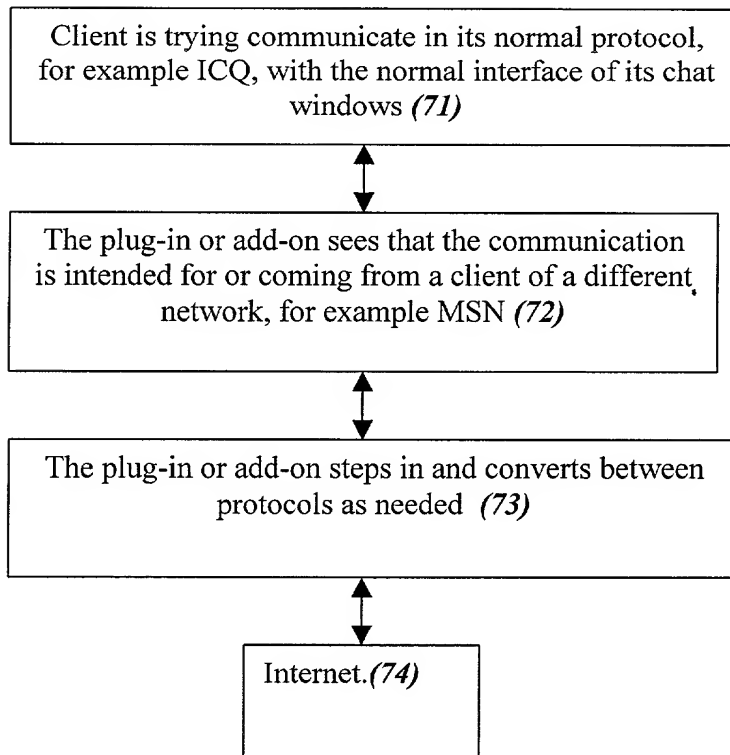 Client is trying communicate in its normal protocol,
for example ICQ, with the normal interface of its chat
windows (71)
The plug-in or add-on sees that the communication
is intended for or coming from a client of a different
network, for example MSN (72)
The plug-in or add-on steps in and converts between
protocols as needed (73)
Internet.(74)